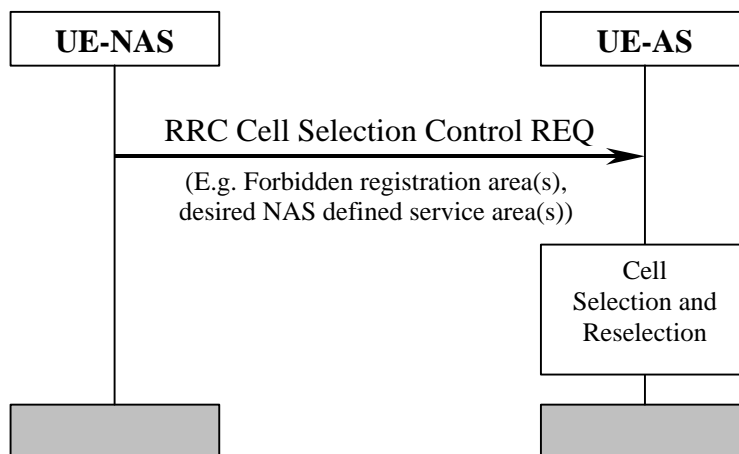 UE-NAS
UE-AS
RRC Cell Selection Control REQ
(E.g. Forbidden registration area(s),
desired NAS defined service area(s))
Cell
Selection and
Reselection